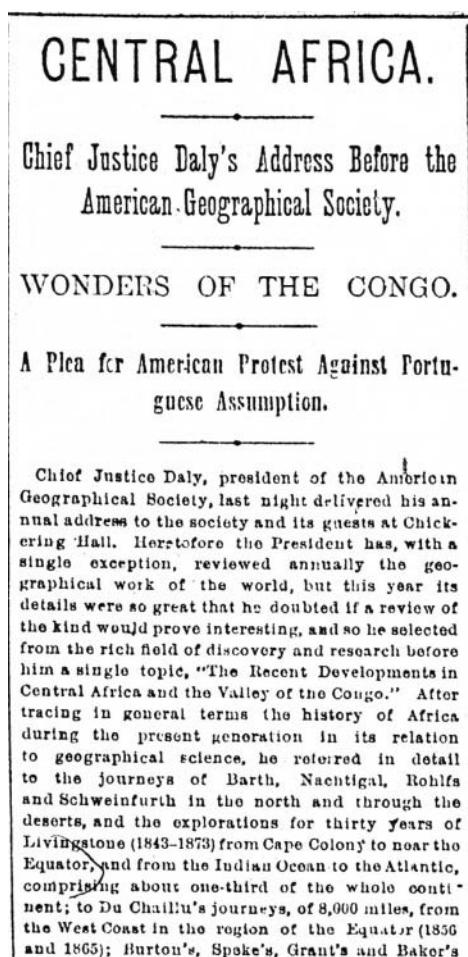 CENTRAL AFRICA.
Chief Justice Daly's Address Before the
American Geographical Society.
WONDERS OF THE CONGO.
A Plea for American Protest Against Portu-
guese Assumption.
Chief Justice Daly, president of the American
Geographical Society, last night delivered his an-
nual address to the society and its guests at Chick-
ering Hall. Heretofore the President has, with a
single exception, reviewed annually the geo-
graphical work of the world, but this year its
details were so great that he doubted if a review of
the kind would prove interesting, and so he selected
from the rich field of discovery and research before
him a single topic, "The Recent Developments in
Central Africa and the Valley of the Congo." After
tracing in general terms the history of Africa
during the present generation in its relation
to geographical science, he referred in detail
to the journeys of Barth, Nachtigal, Rohlfs
and Schweinfurth in the north and through the
deserts, and the explorations for thirty years of
Livingstone (1843-1873) from Cape Colony to near the
Equator, and from the Indian Ocean to the Atlantic,
comprising about one-third of the whole conti-
nent; to Du Chaillu's journeys, of 8,000 miles, from
the West Coast in the region of the Equator (1856
and 1865); Burton's, Speke's, Grant's and Baker's